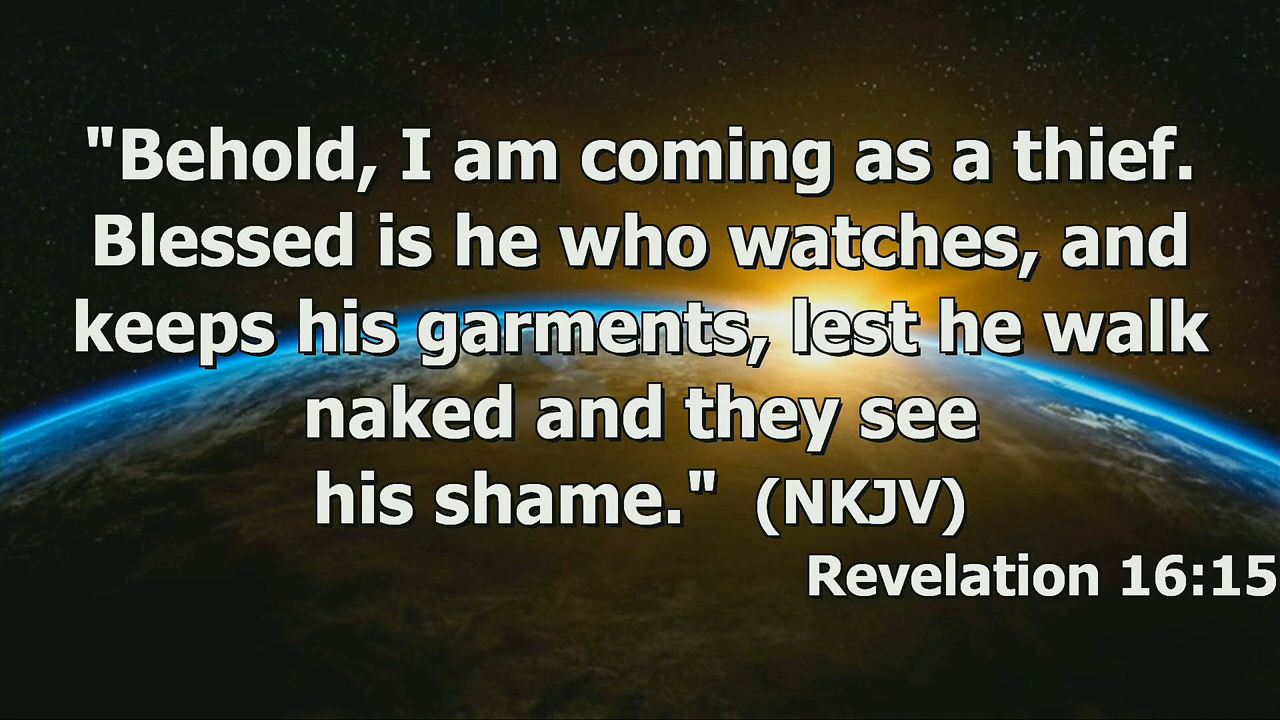 "Behold, I am coming as a thief.
Blessed is he who watches, and
keeps his garments, lest he walk
naked and they see
his shame." (NKJV)
Revelation 16:15